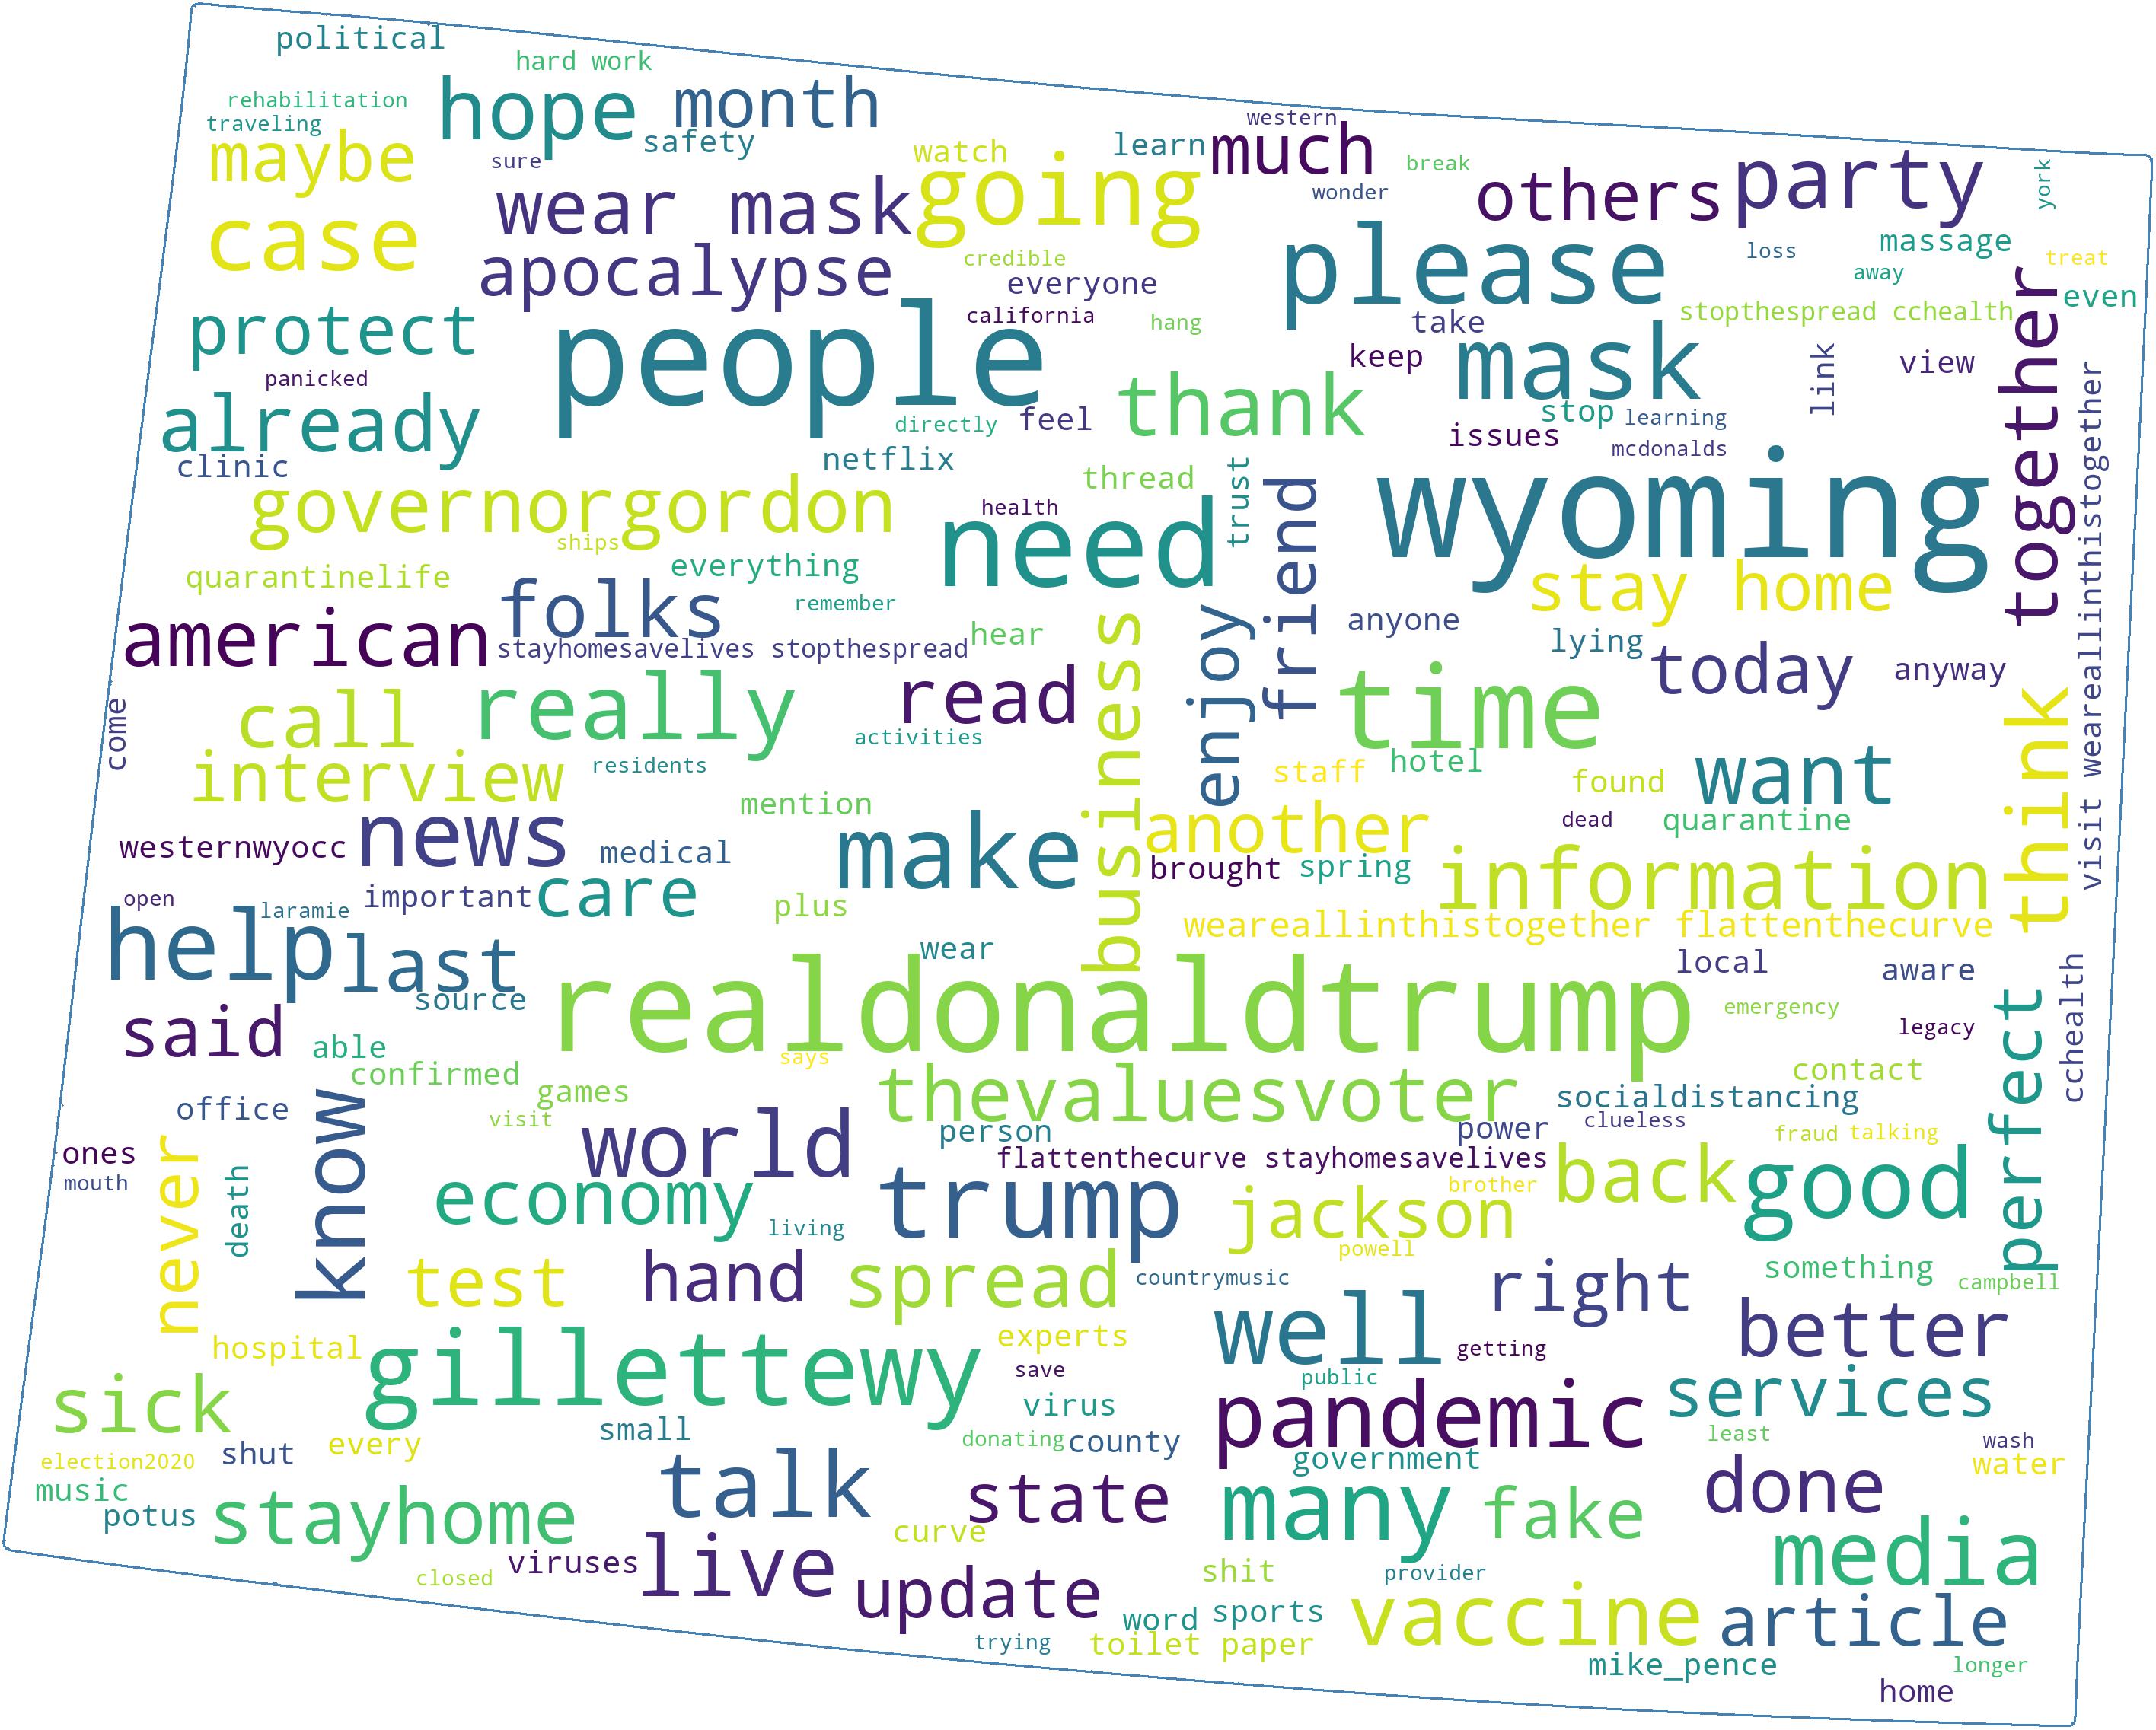 political
hard work
rehabilitation
traveling
hope
month
safety
maybe
sure
watch
learn
western
much
break
wonder
others
party
york
wear mask
going
case
apocalypse
credible
everyone
please
loss
massage
away
treat
even
protect
people
california
hang
take
stopthespread cchealth
together
panicked
keep
mask
link
view
already
directly
feel
thank
stop
learning
issues
mcdonalds
clinic
netflix
thread
trust
friend
wyoming
visit weareallinthistogether
governorgordon
health
need
ships
quarantinelife
everything
stay home
folks
remember
anyone
american
stayhomesavelives stopthespread
hear
business
enjoy
lying
today
anyway
come
call
really
read
time
think
activities
interview
residents
staff
hotel
found
want
mention
news
westernwyocc
medical
make
another
dead
quarantine
brought
spring
information
open
laramie
important
care
plus
weareallinthistogether flattenthecurve
help
last
wear
local
aware
source
realdonaldtrump
emergency
legacy
perfect
cchealth
said
able
says
confirmed
contact
games
thevaluesvoter
socialdistancing
office
know
visit
world
person
power
clueless
fraud
talking
ones
mouth
never
death
flattenthecurve stayhomesavelives
economy
living
trump
brother
jackson
back
good
powell
test
hand
spread
countrymusic
right
something
campbell
hospital
gillettewy
experts
well
getting
better
save
public
sick
virus
pandemic
services
small
every
shut
donating
county
least
wash
election2020
government
water
music
potus
stayhome
talk
state
many
fake
done
curve
media
closed
viruses
live
update
shit
provider
word
sports
vaccine
article
trying
toilet paper
mike_pence
longer
home